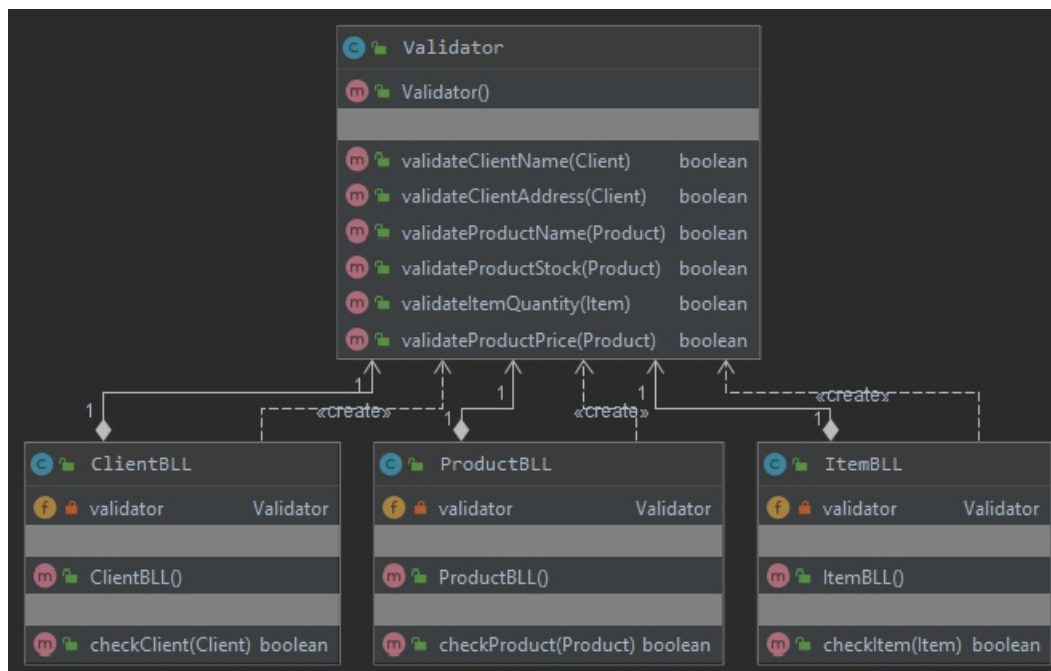 Validator
Validator()
validateClientName(Client) boolean
validateClientAddress(Client) boolean
validateProductName(Product) boolean
validateProductStock(Product) boolean
validateItemQuantity(Item) boolean
validateProductPrice(Product) boolean
1 1 «create» 1 1 «create» 1 1 «create»
ClientBLL
validator Validator
ClientBLL()
checkClient(Client) boolean
ProductBLL
validator Validator
ProductBLL()
checkProduct(Product) boolean
ItemBLL
validator Validator
ItemBLL()
checkItem(Item) boolean